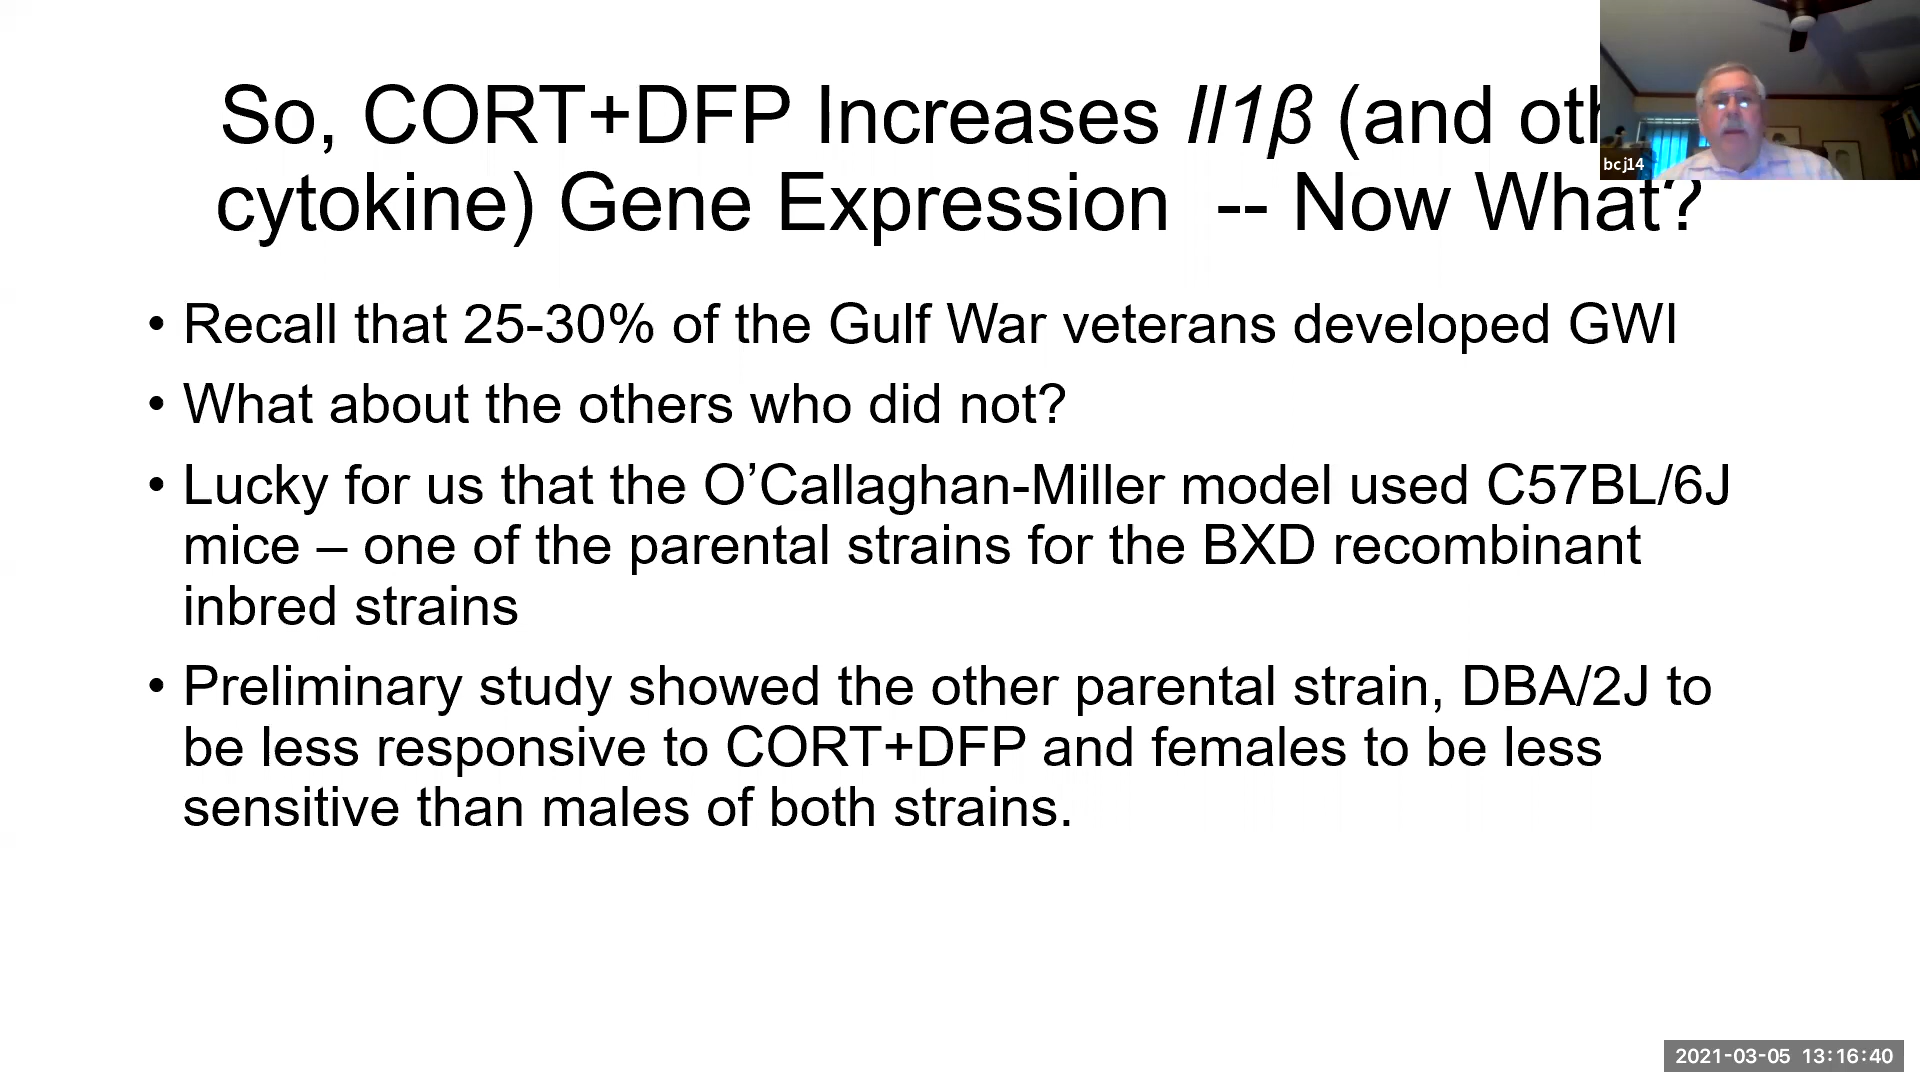 So, CORT+DFP Increases Il1β (and oth
cytokine) Gene Expression -- Now What?
bcj14
• Recall that 25-30% of the Gulf War veterans developed GWI
• What about the others who did not?
• Lucky for us that the O’Callaghan-Miller model used C57BL/6J
mice – one of the parental strains for the BXD recombinant
inbred strains
• Preliminary study showed the other parental strain, DBA/2J to
be less responsive to CORT+DFP and females to be less
sensitive than males of both strains.
2021-03-05 13:16:40